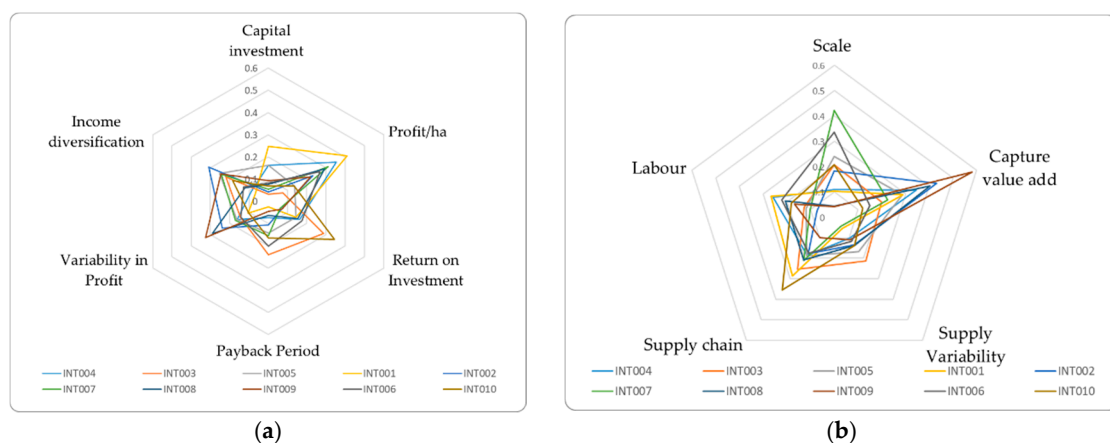 Capital
investment
0.6
0.5
0.4
0.3
0.2
0.1
0
Profit/ha
Return on
Investment
Payback Period
Variability in
Profit
Income
diversification
INT004 INT003 INT005 INT001 INT002
INT007 INT008 INT009 INT006 INT010
(a)
Scale
0.6
0.5
0.4
0.3
0.2
0.1
0
Capture
value add
Supply
Variability
Supply chain
Labour
INT004 INT003 INT005 INT001 INT002
INT007 INT008 INT009 INT006 INT010
(b)